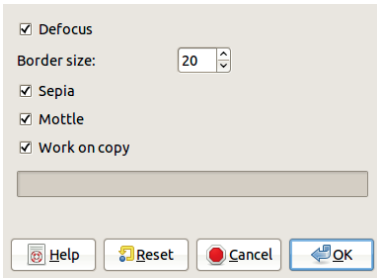 Defocus
Border size: 20
Sepia
Mottle
Work on copy
Help Reset Cancel OK